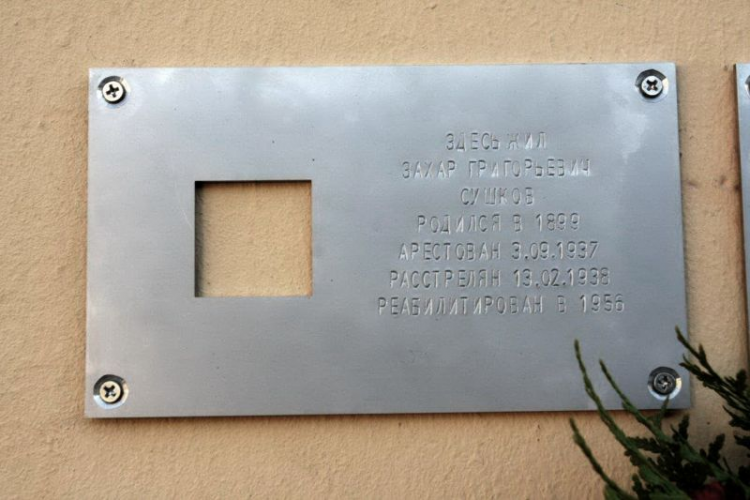 ЗДЕСЬ ЖИЛ
ЗАХАР ГРИГОРЬЕВИЧ
СУШКОВ
РОДИЛСЯ В 1899
АРЕСТОВАН 3.09.1937
РАССТРЕЛЯН 13.02.1938
РЕАБИЛИТИРОВАН В 1956